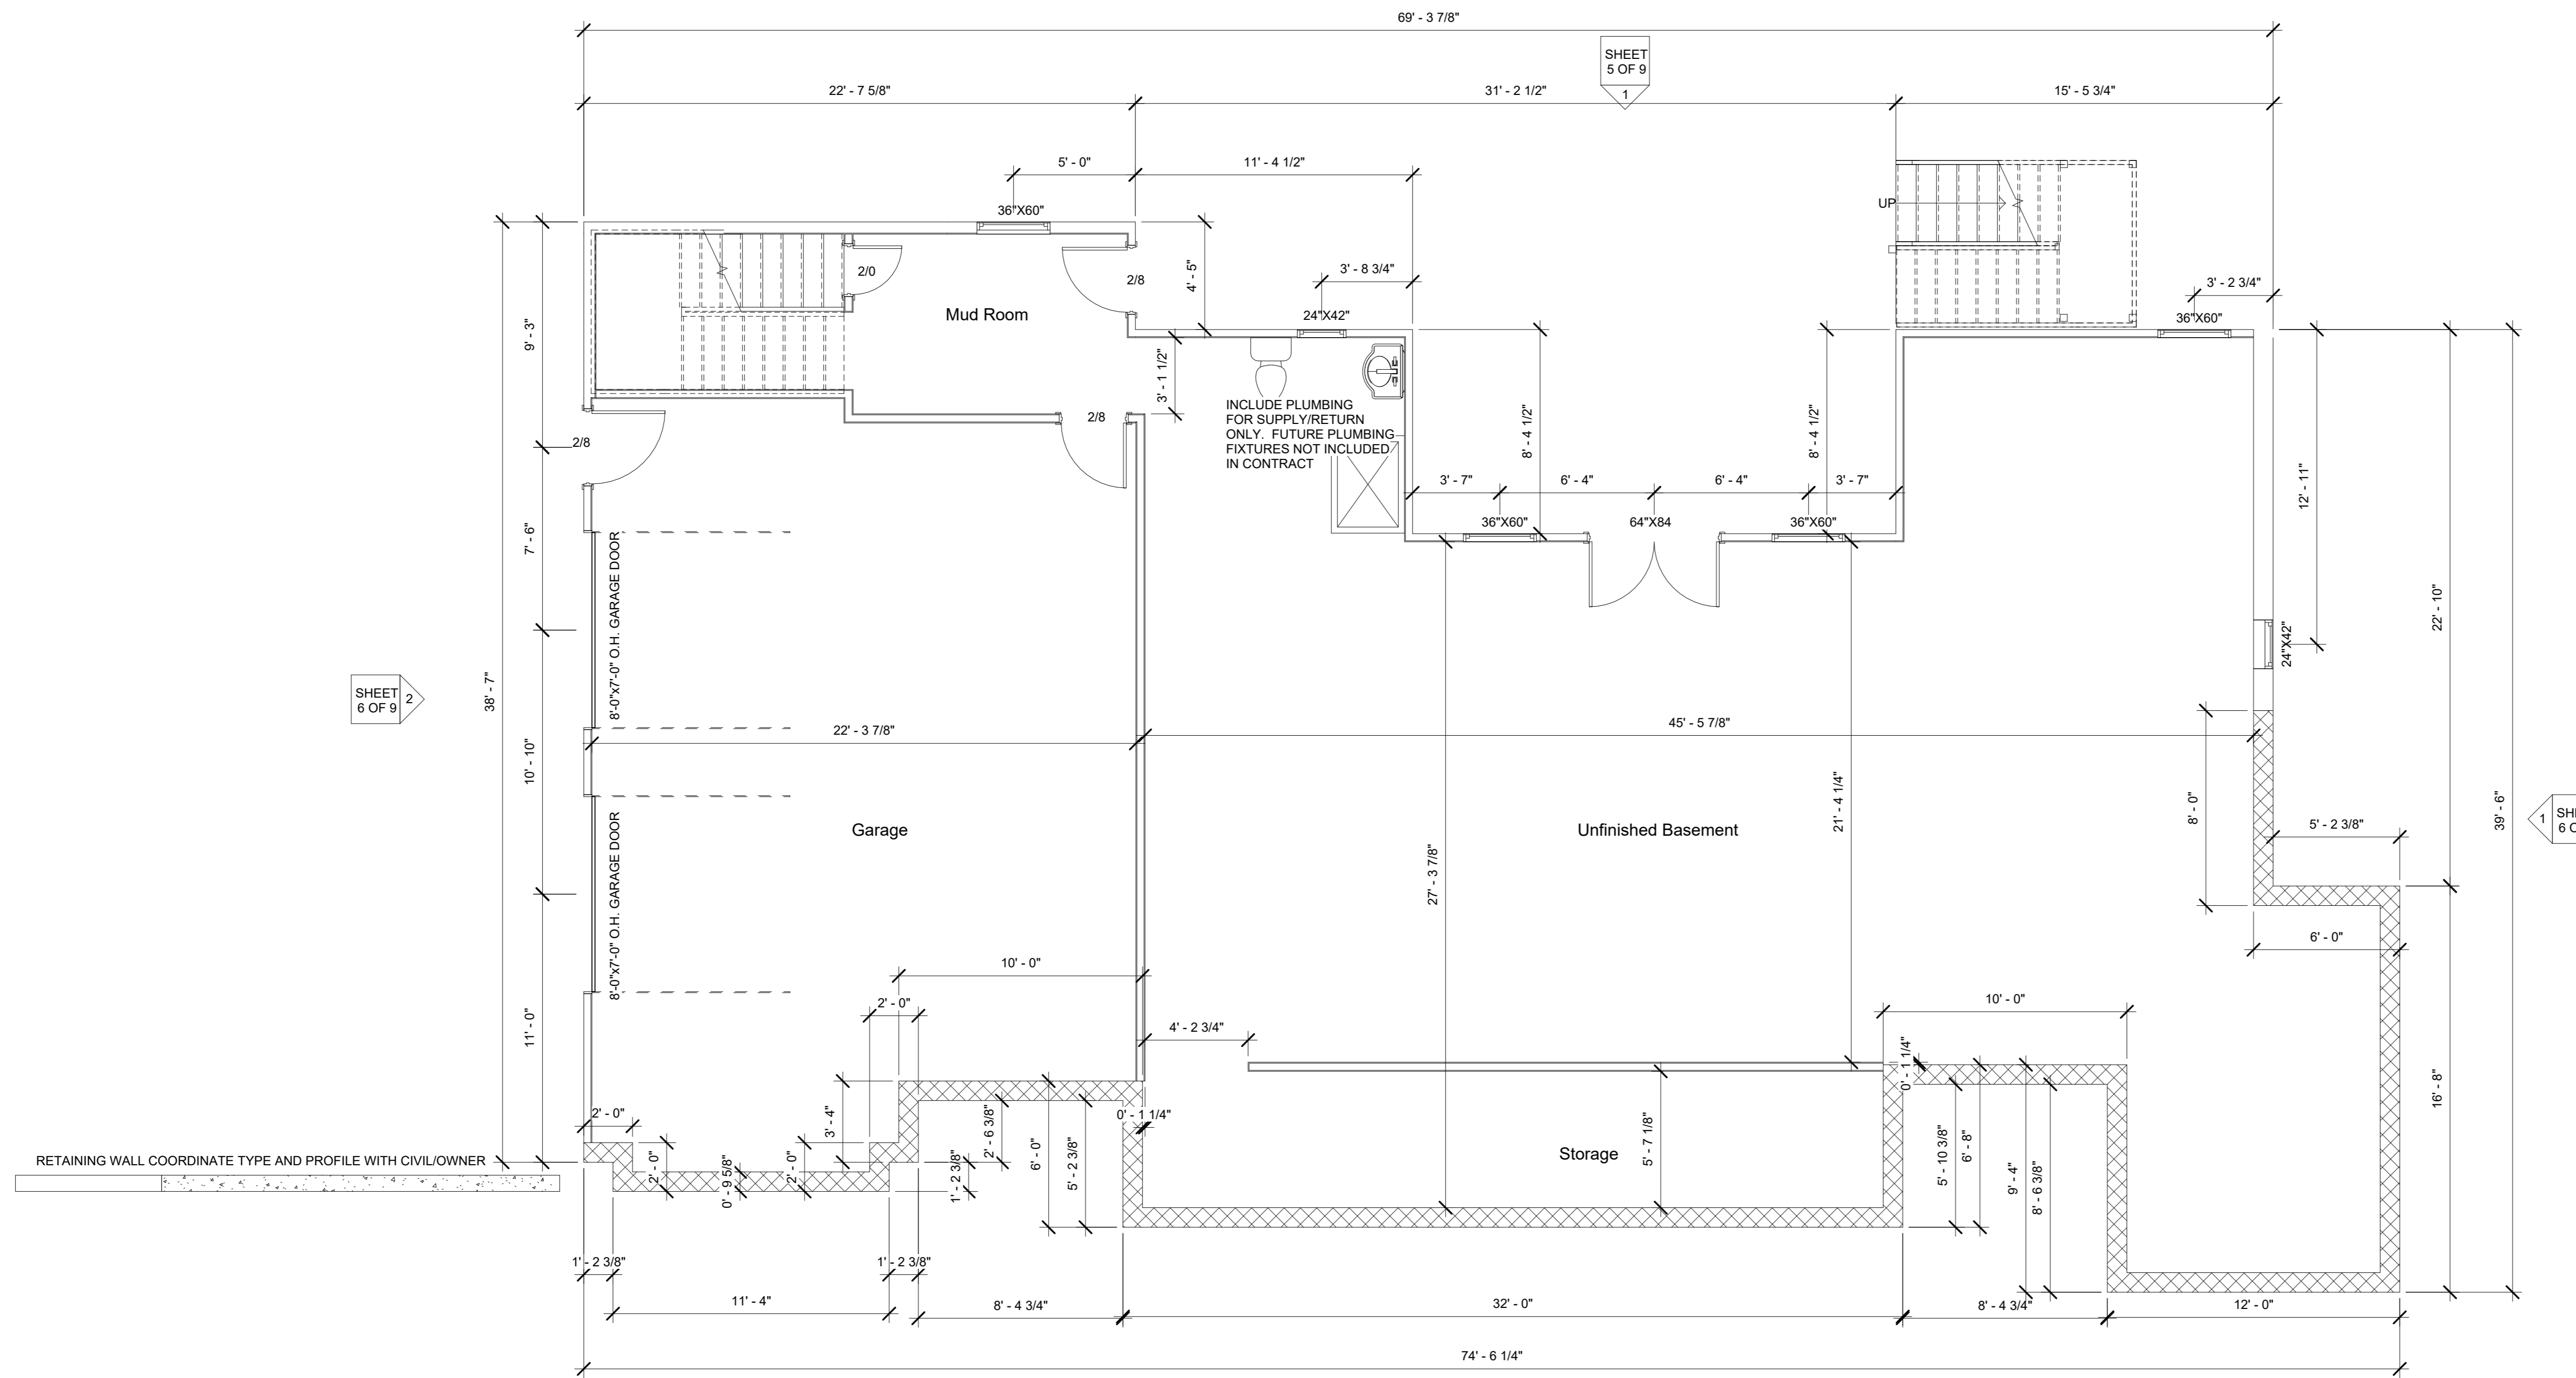 69' - 3 7/8"
SHEET
5 OF 9
1
22' - 7 5/8"
31' - 2 1/2"
15' - 5 3/4"
5' - 0"
11' - 4 1/2"
36"X60"
UP
2/0
2/8
4' - 5"
3' - 8 3/4"
3' - 2 3/4"
24"X42"
36"X60"
Mud Room
9' - 3"
3' - 1 1/2"
INCLUDE PLUMBING
FOR SUPPLY/RETURN
ONLY. FUTURE PLUMBING
FIXTURES NOT INCLUDED
IN CONTRACT
2/8
2/8
8' - 4 1/2"
8' - 4 1/2"
12' - 11"
3' - 7"
6' - 4"
6' - 4"
3' - 7"
36"X60"
64"X84
36"X60"
7' - 6"
8'-0"x7'-0" O.H. GARAGE DOOR
22' - 10"
24"X42"
SHEET
6 OF 9
2
38' - 7"
22' - 3 7/8"
45' - 5 7/8"
10' - 10"
21' - 4 1/4"
8' - 0"
39' - 6"
1
6
5' - 2 3/8"
Garage
Unfinished Basement
27' - 3 7/8"
8'-0"x7'-0" O.H. GARAGE DOOR
6' - 0"
10' - 0"
2' - 0"
11' - 0"
4' - 2 3/4"
10' - 0"
0' - 1 1/4"
16' - 8"
2' - 0"
3' - 4"
2' - 6 3/8"
0' - 1 1/4"
6' - 0"
5' - 2 3/8"
Storage
5' - 7 1/8"
5' - 10 3/8"
6' - 8"
9' - 4"
8' - 6 3/8"
RETAINING WALL COORDINATE TYPE AND PROFILE WITH CIVIL/OWNER
2' - 0"
0' - 9 5/8"
2' - 0"
1' - 2 3/8"
1' - 2 3/8"
1' - 2 3/8"
11' - 4"
8' - 4 3/4"
32' - 0"
8' - 4 3/4"
12' - 0"
74' - 6 1/4"